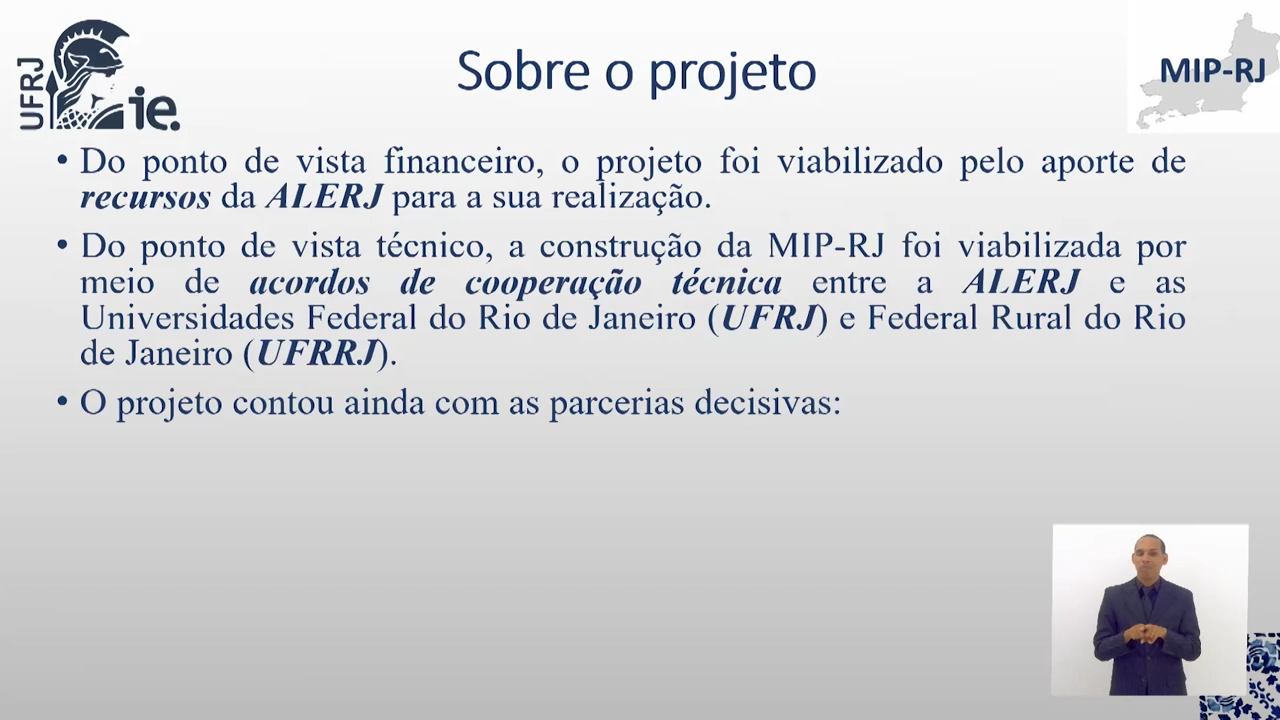 UFRJ
ie.
Sobre o projeto
MIP-RJ
• Do ponto de vista financeiro, o projeto foi viabilizado pelo aporte de
recursos da ALERJ para a sua realização.
• Do ponto de vista técnico, a construção da MIP-RJ foi viabilizada por
meio de acordos de cooperação técnica entre a ALERJ e as
Universidades Federal do Rio de Janeiro (UFRJ) e Federal Rural do Rio
de Janeiro (UFRRJ).
• O projeto contou ainda com as parcerias decisivas: